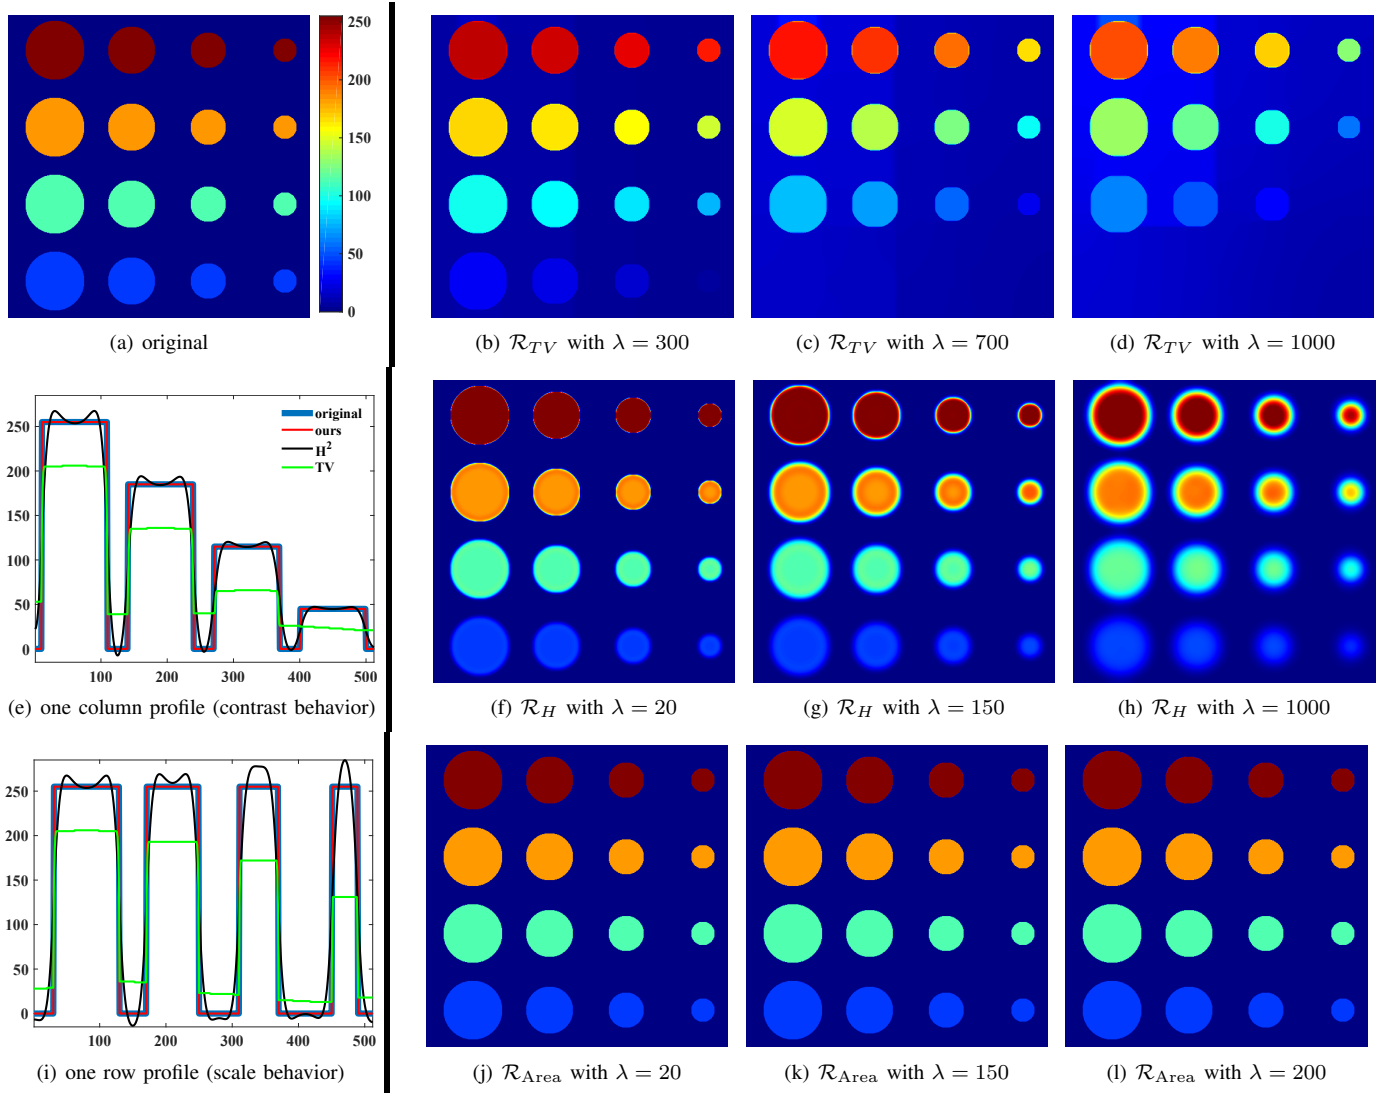 250
200
150
100
50
0
(a) original
(b) R_TV with λ = 300
(c) R_TV with λ = 700
(d) R_TV with λ = 1000
original
ours
H²
TV
250
200
150
100
50
0
100 200 300 400 500
(e) one column profile (contrast behavior)
(f) R_H with λ = 20
(g) R_H with λ = 150
(h) R_H with λ = 1000
250
200
150
100
50
0
100 200 300 400 500
(i) one row profile (scale behavior)
(j) R_Area with λ = 20
(k) R_Area with λ = 150
(l) R_Area with λ = 200